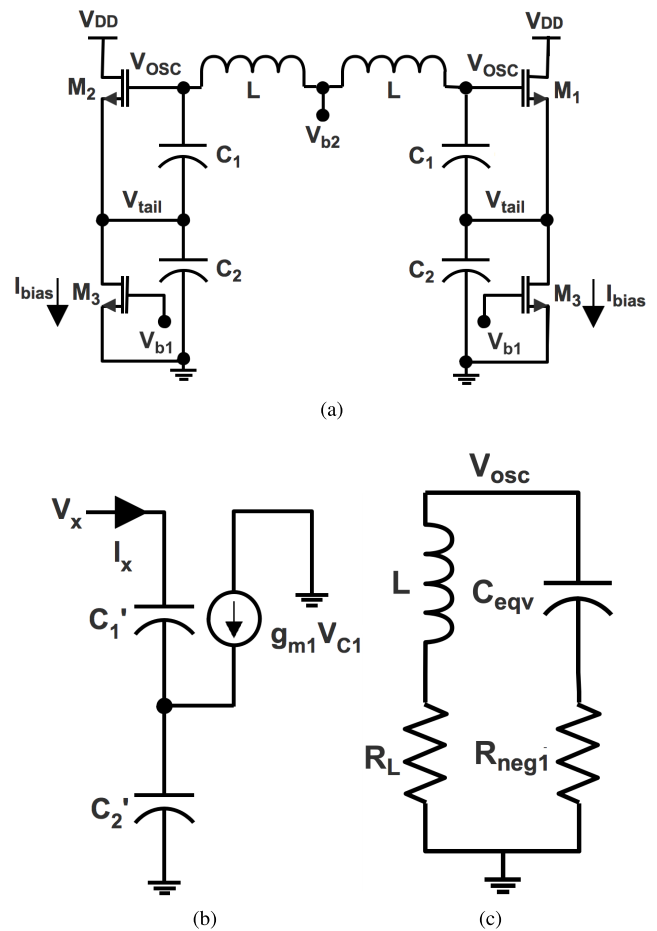 VDD
VDD
VOSC
VOSC
M2
M1
L
L
Vb2
C1
C1
Vtail
Vtail
C2
C2
Ibias
M3
M3
Ibias
Vb1
Vb1
(a)
Vx
Ix
C1'
gm1VC1
C2'
(b)
Vosc
L
Ceqv
RL
Rneg1
(c)